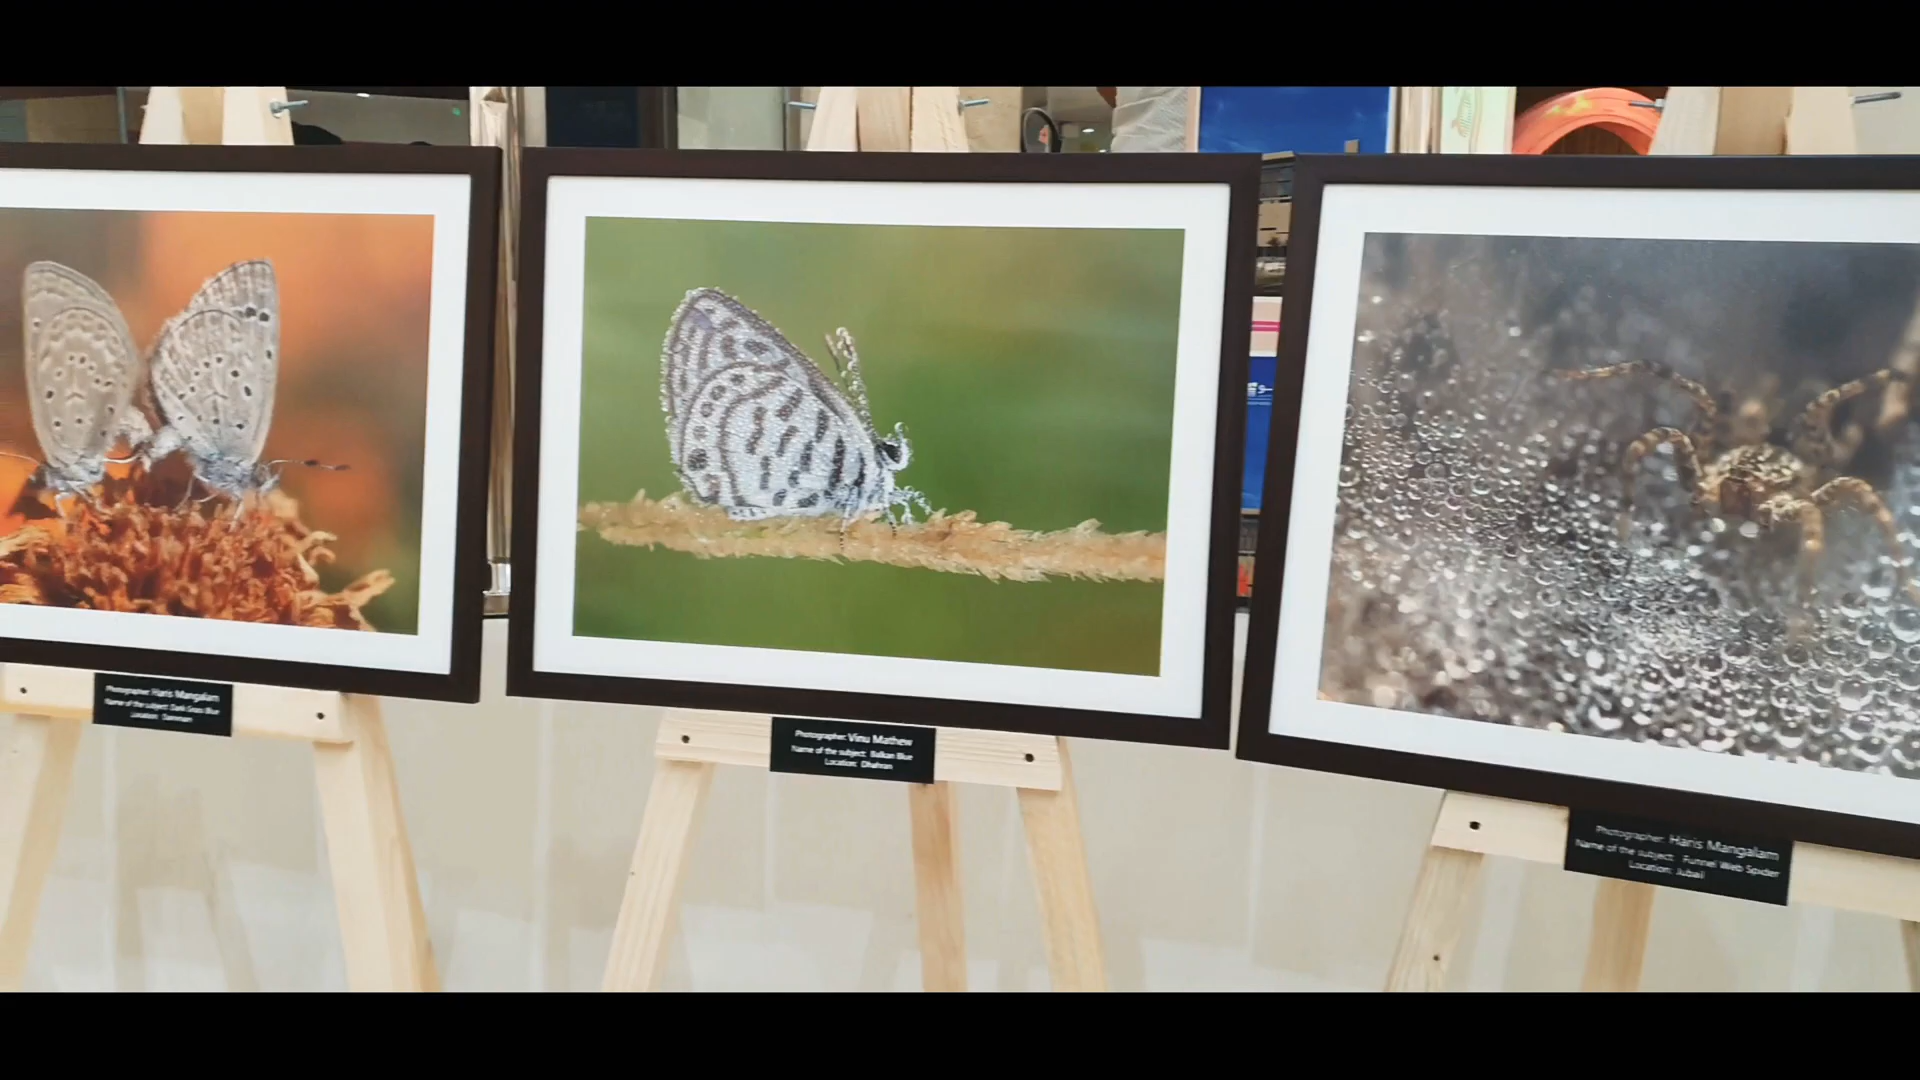 Photographer: Haris Mangalam
Name of the subject: Dark Grass Blue
Location: Dammam
Photographer: Vinu Mathew
Name of the subject: Balkan Blue
Location: Dhahran
Photographer: Haris Mangalam
Name of the subject: Funnel Web Spider
Location: Jubail